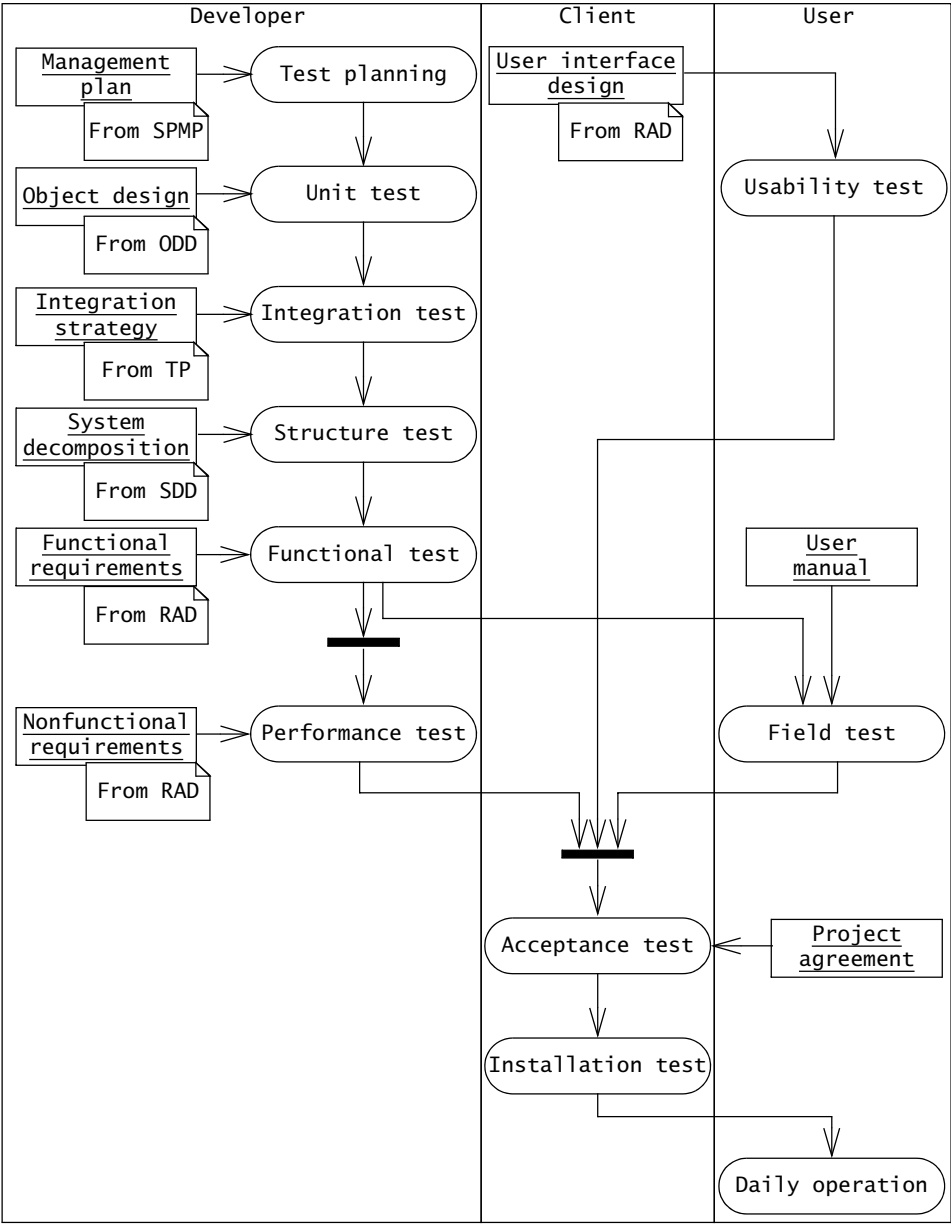 Developer
Client
User
Management
plan
From SPMP
Test planning
User interface
design
From RAD
Object design
From ODD
Unit test
Usability test
Integration
strategy
From TP
Integration test
System
decomposition
From SDD
Structure test
Functional
requirements
From RAD
Functional test
User
manual
Nonfunctional
requirements
From RAD
Performance test
Field test
Acceptance test
Project
agreement
Installation test
Daily operation